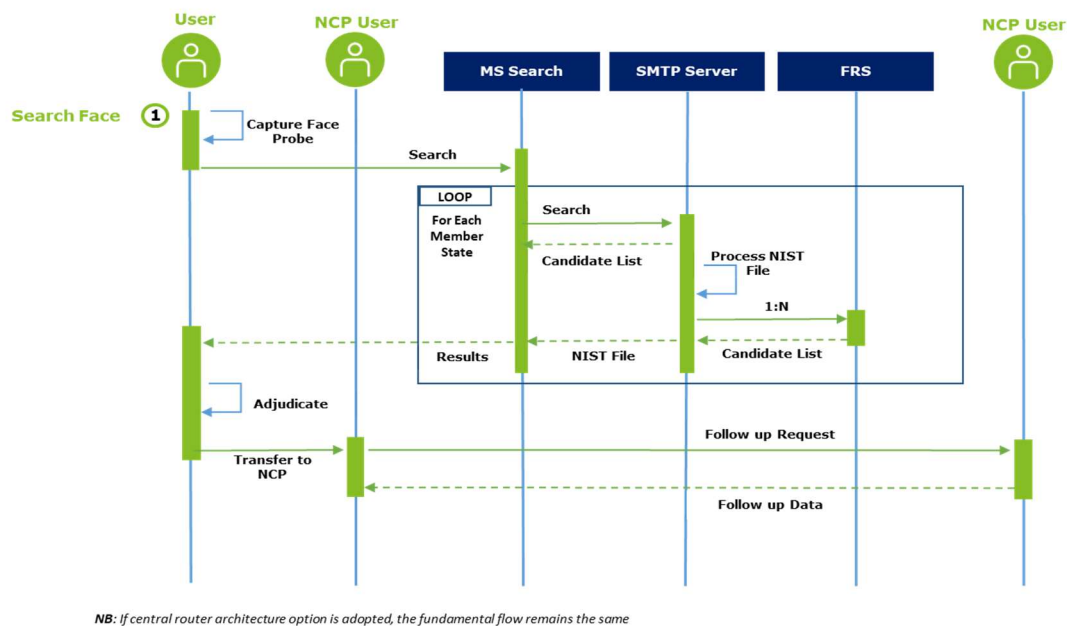 User
NCP User
NCP User
MS Search
SMTP Server
FRS
Search Face
1
Capture Face
Probe
Search
LOOP
For Each
Member
State
Search
Candidate List
Process NIST
File
1:N
Results
NIST File
Candidate List
Adjudicate
Transfer to
NCP
Follow up Request
Follow up Data
NB: If central router architecture option is adopted, the fundamental flow remains the same